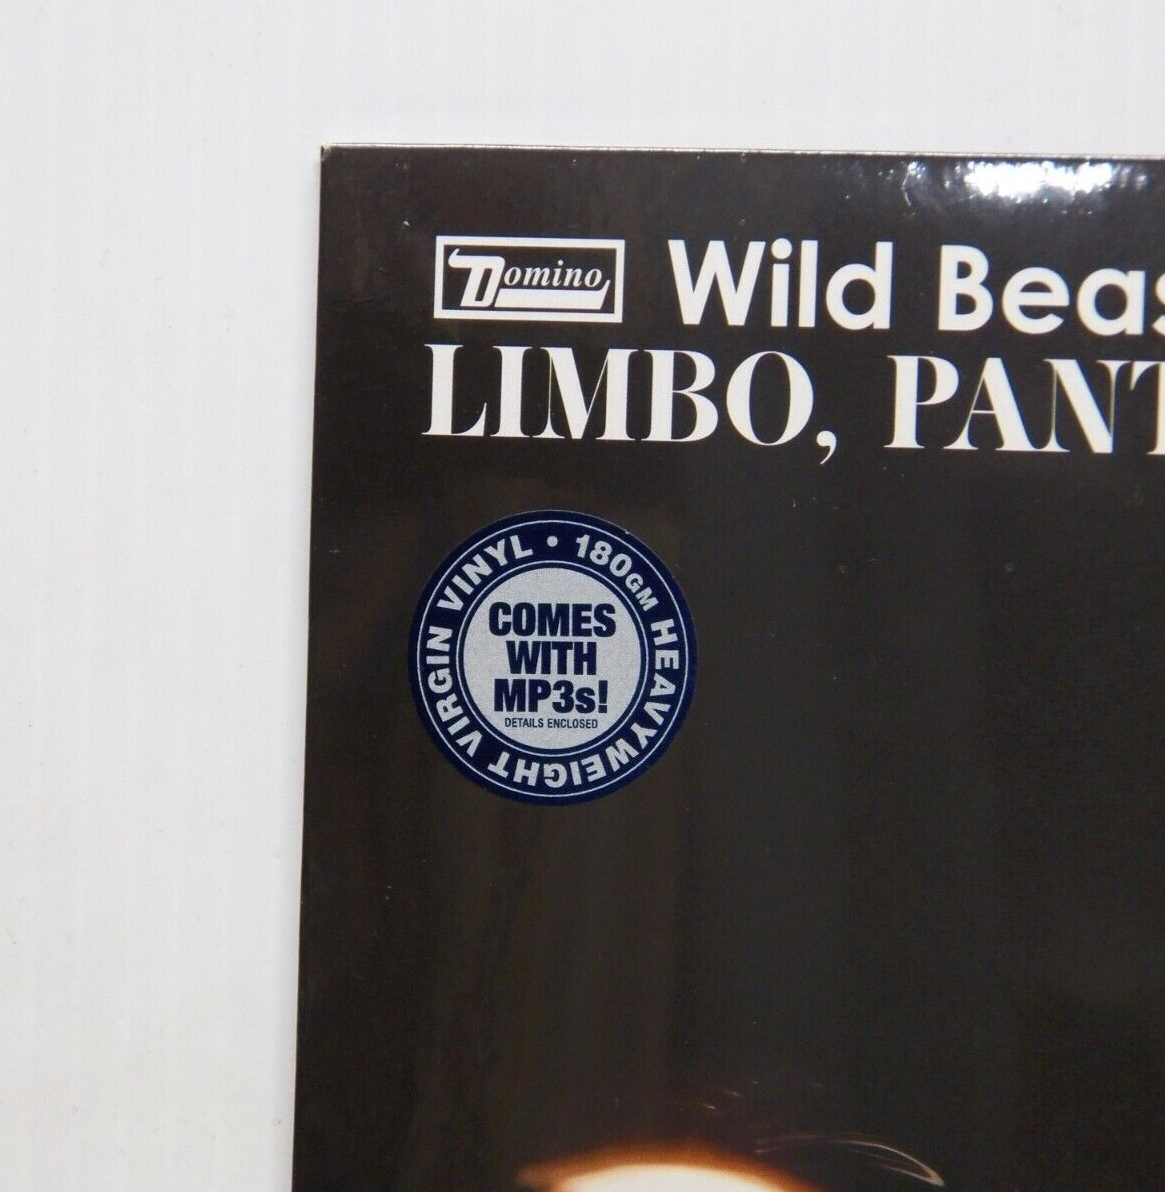 Domino
Wild Beas
LIMBO, PANT
VIRGIN VINYL • 180GM HEAVYWEIGHT
COMES
WITH
MP3s!
DETAILS ENCLOSED